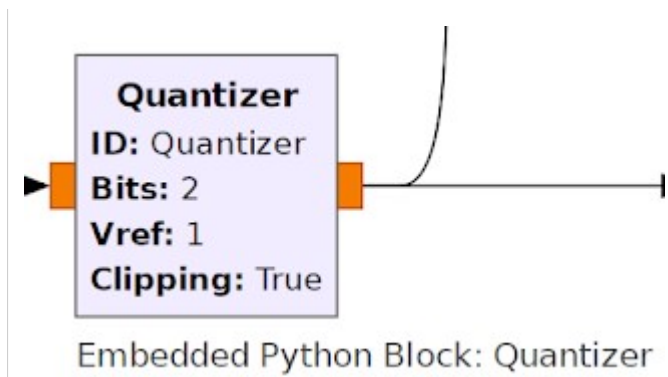 Quantizer
ID: Quantizer
Bits: 2
Vref: 1
Clipping: True
Embedded Python Block: Quantizer